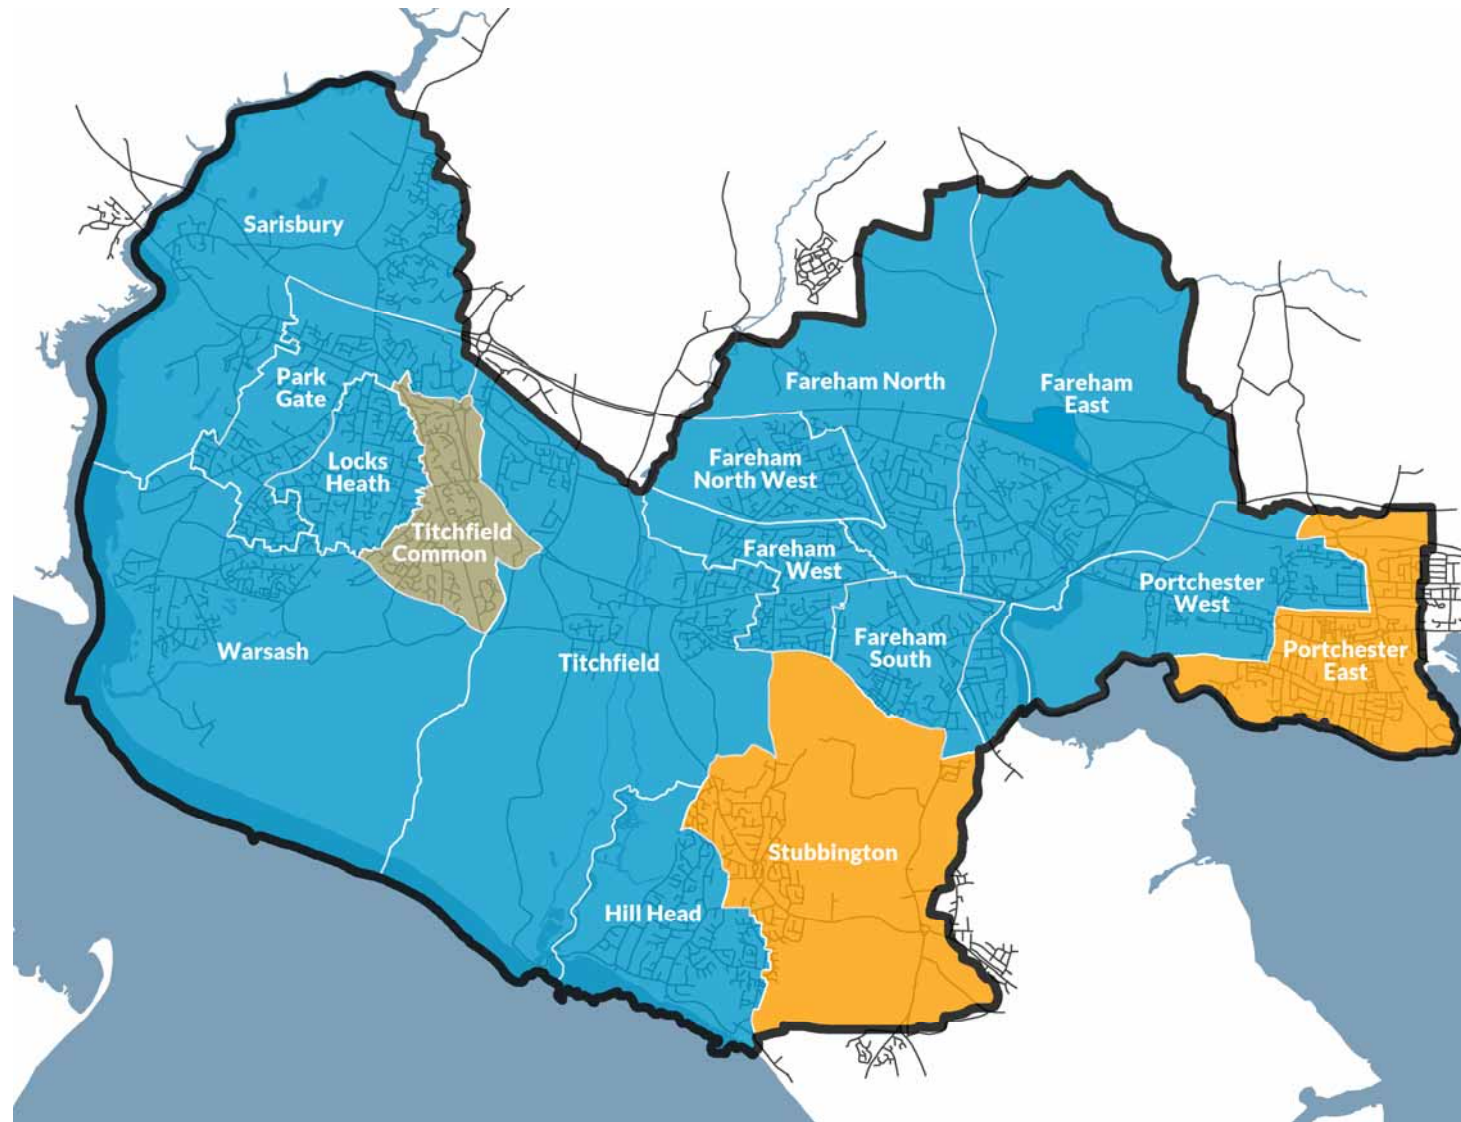 Sarisbury
Park
Gate
Fareham North
Fareham
East
Locks
Heath
Fareham
North West
Titchfield
Common
Fareham
West
Portchester
West
Warsash
Titchfield
Fareham
South
Portchester
East
Stubbington
Hill Head